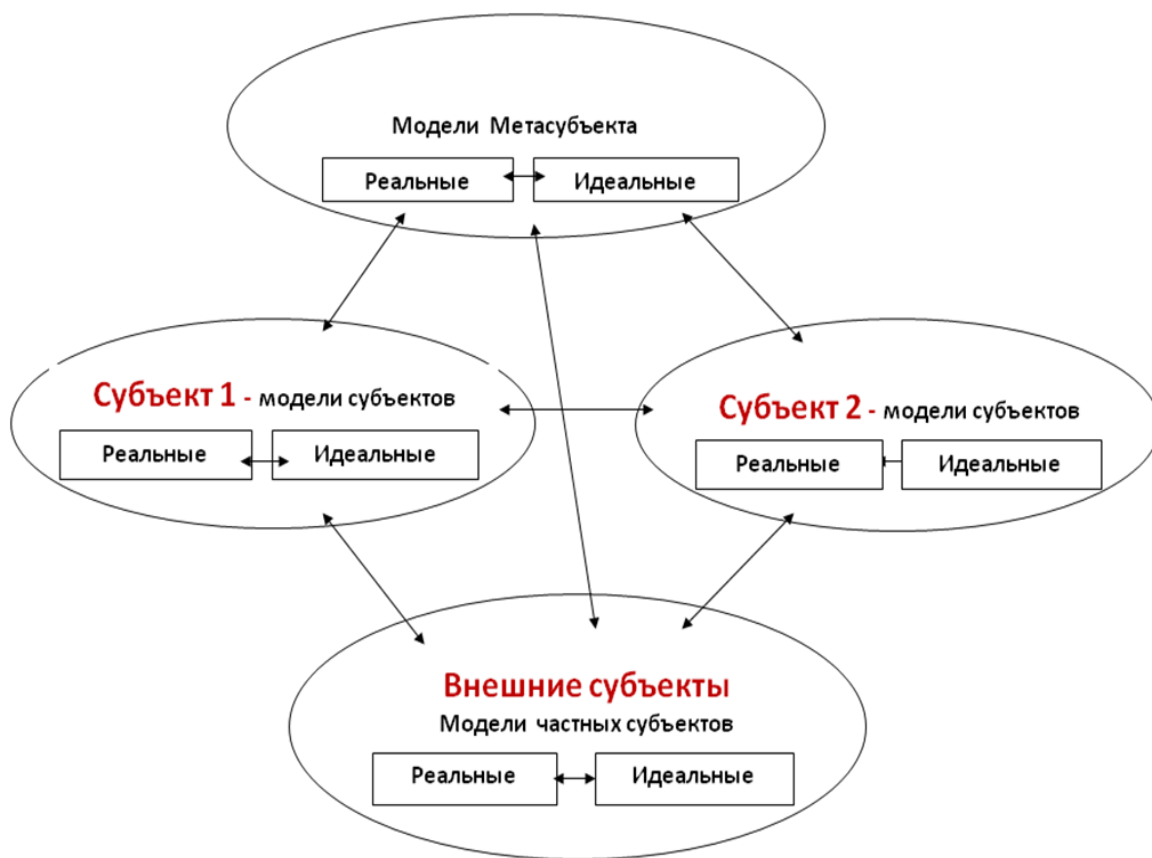 Модели Метасубъекта
Реальные
Идеальные
Субъект 1 - модели субъектов
Реальные
Идеальные
Субъект 2 - модели субъектов
Реальные
Идеальные
Внешние субъекты
Модели частных субъектов
Реальные
Идеальные